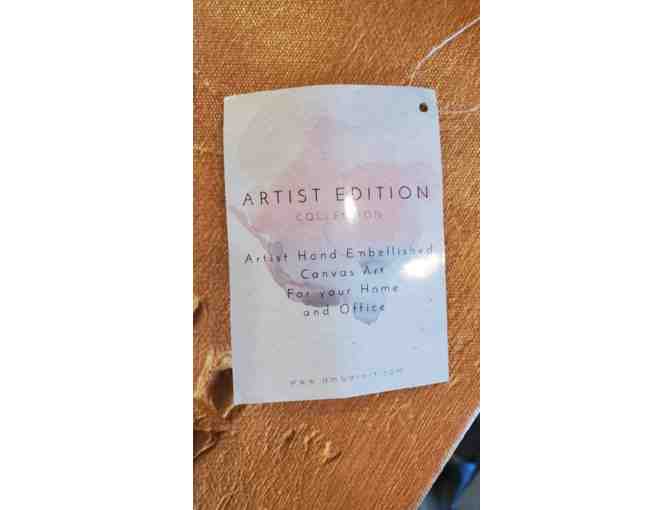 ARTIST EDITION
COLLECTION
Artist Hand Embellished
Canvas Art
For your Home
and Office